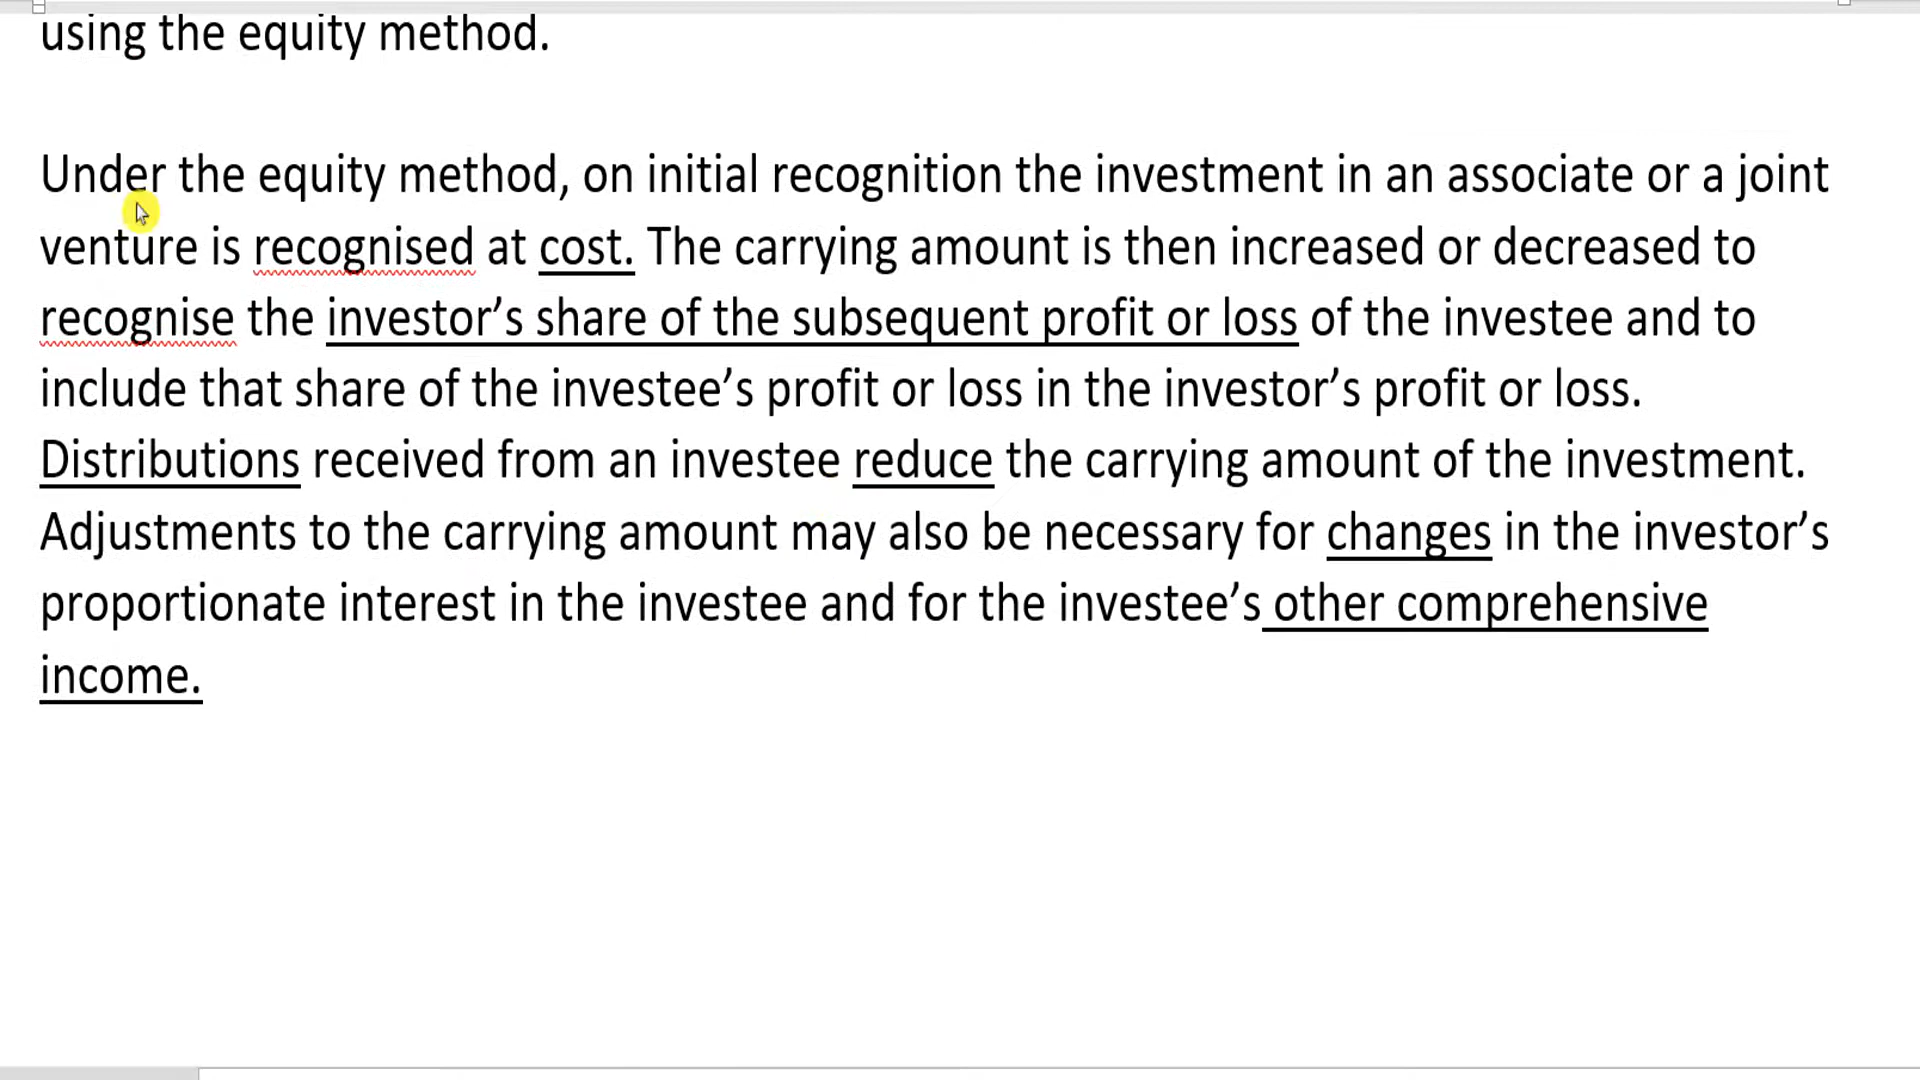 using the equity method.
Under the equity method, on initial recognition the investment in an associate or a joint
venture is recognised at cost. The carrying amount is then increased or decreased to
recognise the investor’s share of the subsequent profit or loss of the investee and to
include that share of the investee’s profit or loss in the investor’s profit or loss.
Distributions received from an investee reduce the carrying amount of the investment.
Adjustments to the carrying amount may also be necessary for changes in the investor’s
proportionate interest in the investee and for the investee’s other comprehensive
income.